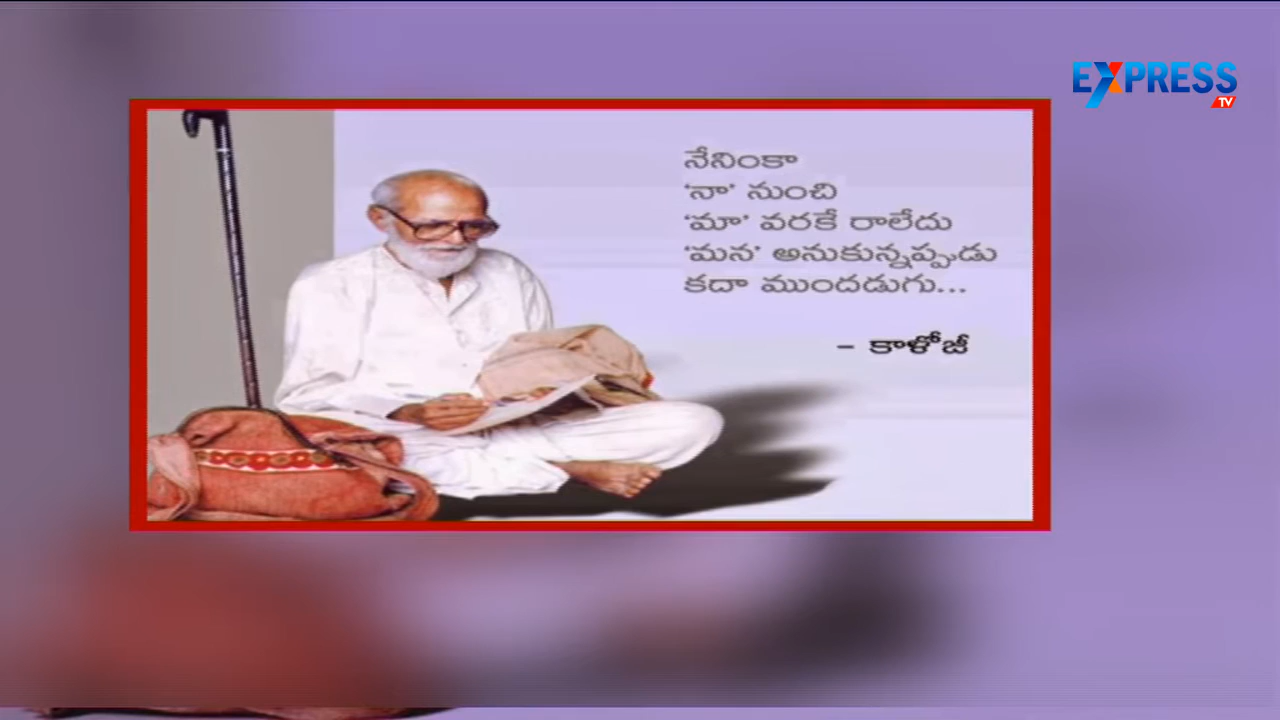 EXPRESS
TV
నేనింకా
‘నా’ నుంచి
‘మా’ వరకే రాలేదు
‘మన’ అనుకున్నప్పుడు
కదా ముందడుగు...
– కాళోజీ